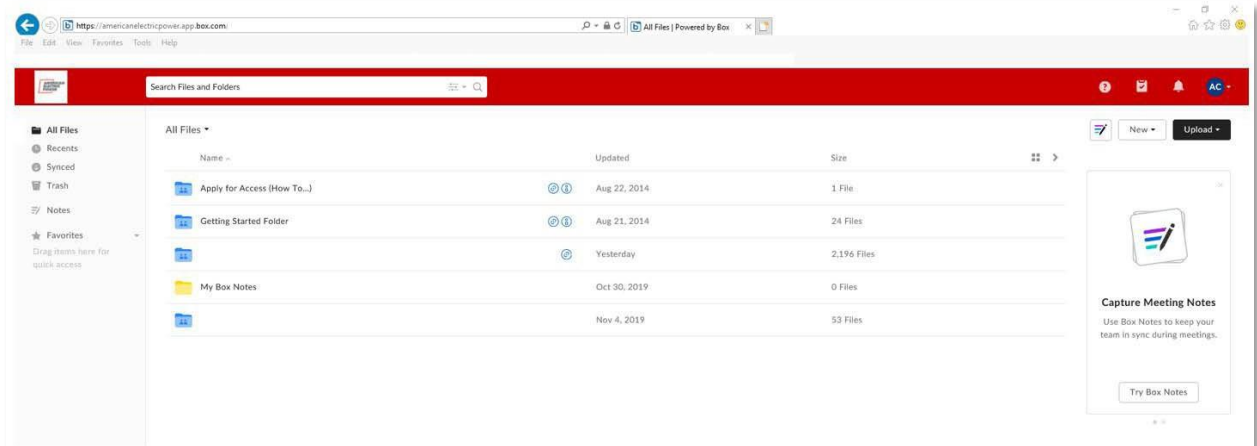 https://americanelectricpower.app.box.com/
All Files | Powered by Box
File Edit View Favorites Tools Help
AMERICAN
ELECTRIC
POWER
Search Files and Folders
AC
All Files
Recents
Synced
Trash
Notes
Favorites
Drag items here for
quick access
All Files
New
Upload
Name
Updated
Size
Apply for Access (How To...)
Aug 22, 2014
1 File
Getting Started Folder
Aug 21, 2014
24 Files
Yesterday
2,196 Files
My Box Notes
Oct 30, 2019
0 Files
Nov 4, 2019
53 Files
Capture Meeting Notes
Use Box Notes to keep your
team in sync during meetings.
Try Box Notes